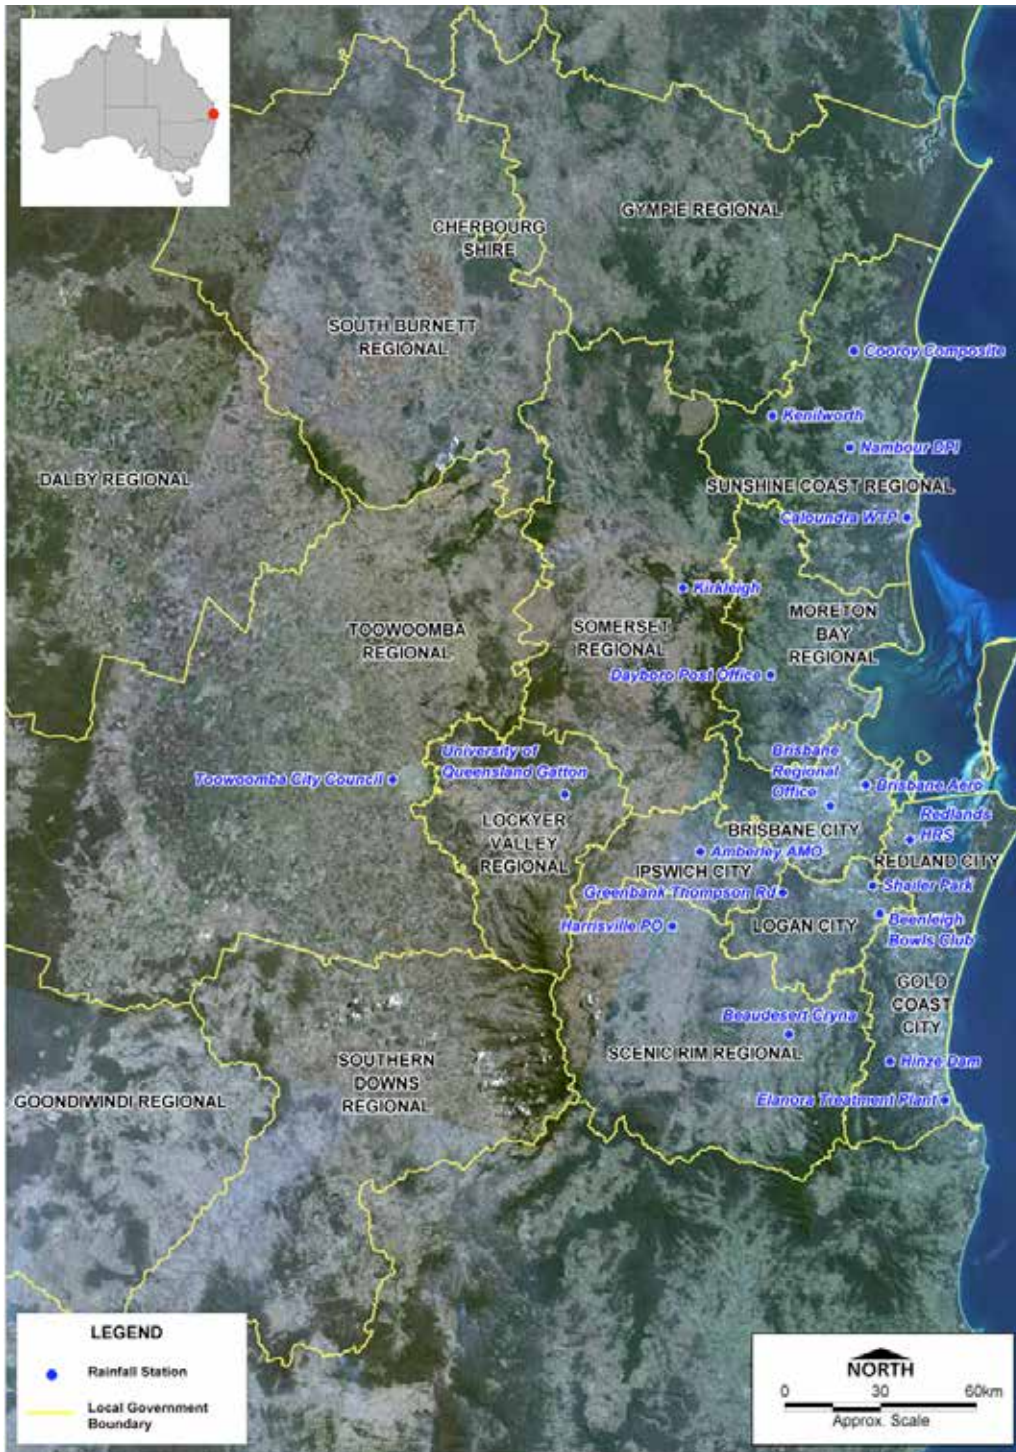 GYMPIE REGIONAL
CHERBOURG
SHIRE
SOUTH BURNETT
REGIONAL
Cooroy Composite
Kenilworth
Nambour DPI
DALBY REGIONAL
SUNSHINE COAST REGIONAL
Caloundra WTP
Kirkleigh
MORETON
BAY
REGIONAL
TOOWOOMBA
REGIONAL
SOMERSET
REGIONAL
Dayboro Post Office
University of
Queensland Gatton
Toowoomba City Council
Brisbane
Regional
Office
Brisbane Aero
Redlands
HRS
LOCKYER
VALLEY
REGIONAL
BRISBANE CITY
Amberley AMO
REDLAND CITY
IPSWICH CITY
Greenbank Thompson Rd
Shailer Park
Harrisville PO
LOGAN CITY
Beenleigh
Bowls Club
GOLD
COAST
CITY
Beaudesert Cryna
SCENIC RIM REGIONAL
Hinze Dam
SOUTHERN
DOWNS
REGIONAL
GOONDIWINDI REGIONAL
Elanora Treatment Plant
LEGEND
Rainfall Station
Local Government
Boundary
NORTH
0 30 60km
Approx. Scale